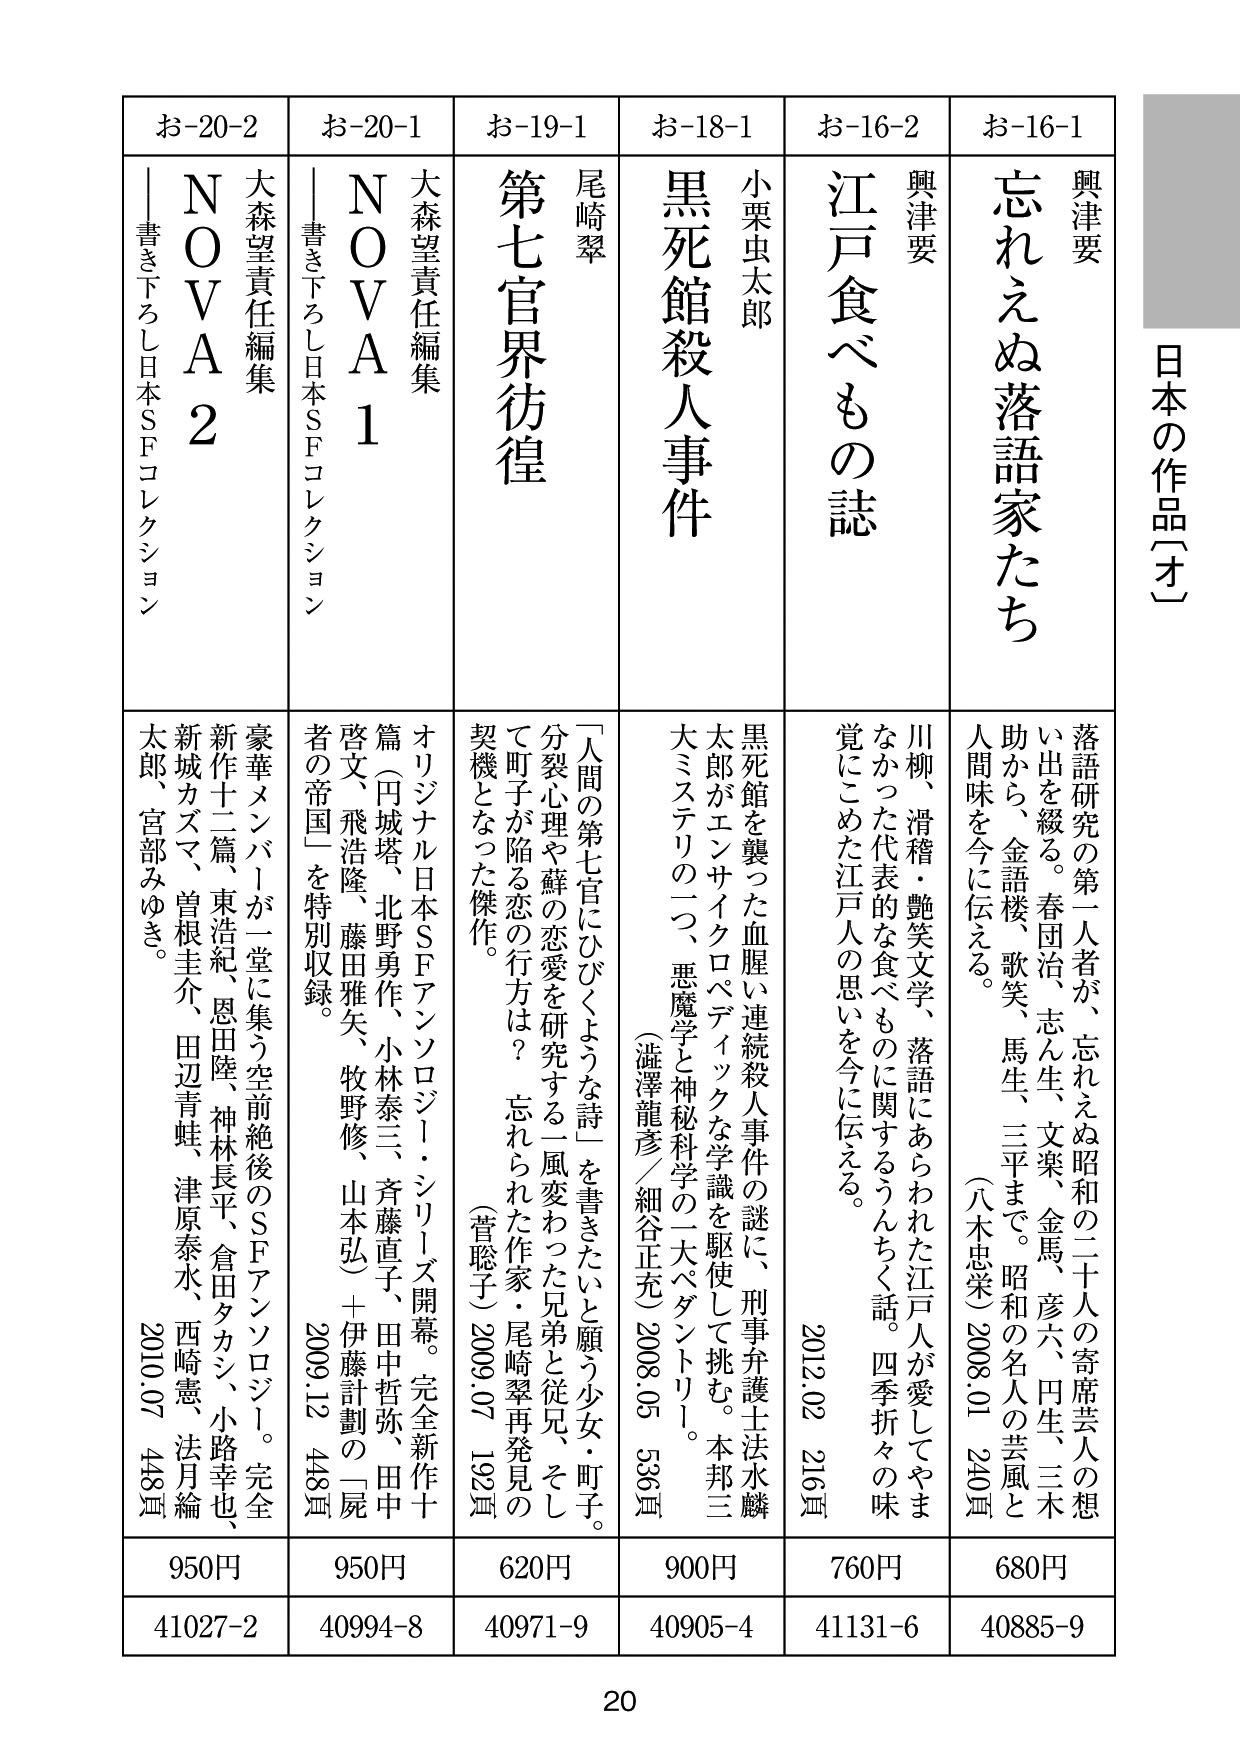 日本の作品〔オ〕
お-16-1
興津要
忘れえぬ落語家たち
落語研究の第一人者が、忘れえぬ昭和の二十人の寄席芸人の想
い出を綴る。春団治、志ん生、文楽、金馬、彦六、円生、三木
助から、金語楼、歌笑、馬生、三平まで。昭和の名人の芸風と
人間味を今に伝える。（八木忠栄）2008.01 240頁
680円
40885-9
お-16-2
興津要
江戸食べもの誌
川柳、滑稽・艶笑文学、落語にあらわれた江戸人が愛してやま
なかった代表的な食べものに関するうんちく話。四季折々の味
覚にこめた江戸人の思いを今に伝える。
2012.02 216頁
760円
41131-6
お-18-1
小栗虫太郎
黒死館殺人事件
黒死館を襲った血腥い連続殺人事件の謎に、刑事弁護士法水麟
太郎がエンサイクロペディックな学識を駆使して挑む。本邦三
大ミステリの一つ、悪魔学と神秘科学の一大ペダントリー。
（澁澤龍彦／細谷正充）2008.05 536頁
900円
40905-4
お-19-1
尾崎翠
第七官界彷徨
「人間の第七官にひびくような詩」を書きたいと願う少女・町子。
分裂心理や蘚の恋愛を研究する一風変わった兄弟と従兄、そし
て町子が陥る恋の行方は？ 忘れられた作家・尾崎翠再発見の
契機となった傑作。（菅聡子）2009.07 192頁
620円
40971-9
お-20-1
大森望責任編集
NOVA 1
――書き下ろし日本SFコレクション
オリジナル日本SFアンソロジー・シリーズ開幕。完全新作十
篇（円城塔、北野勇作、小林泰三、斉藤直子、田中哲弥、田中
啓文、飛浩隆、藤田雅矢、牧野修、山本弘）＋伊藤計劃の「屍
者の帝国」を特別収録。2009.12 448頁
950円
40994-8
お-20-2
大森望責任編集
NOVA 2
――書き下ろし日本SFコレクション
豪華メンバーが一堂に集う空前絶後のSFアンソロジー。完全
新作十二篇、東浩紀、恩田陸、神林長平、倉田タカシ、小路幸也、
新城カズマ、曽根圭介、田辺青蛙、津原泰水、西崎憲、法月綸
太郎、宮部みゆき。2010.07 448頁
950円
41027-2
20